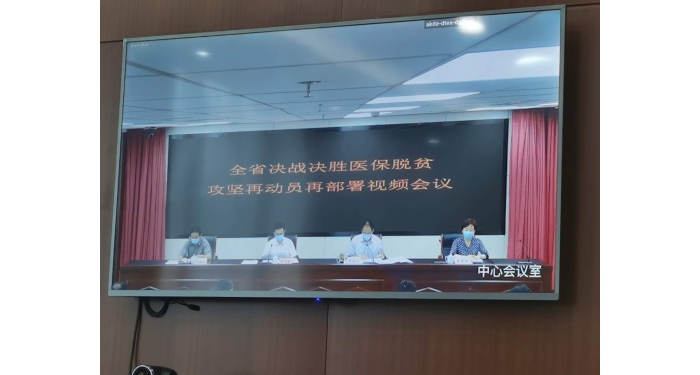 全省决战决胜医保脱贫
攻坚再动员再部署视频会议
中心会议室